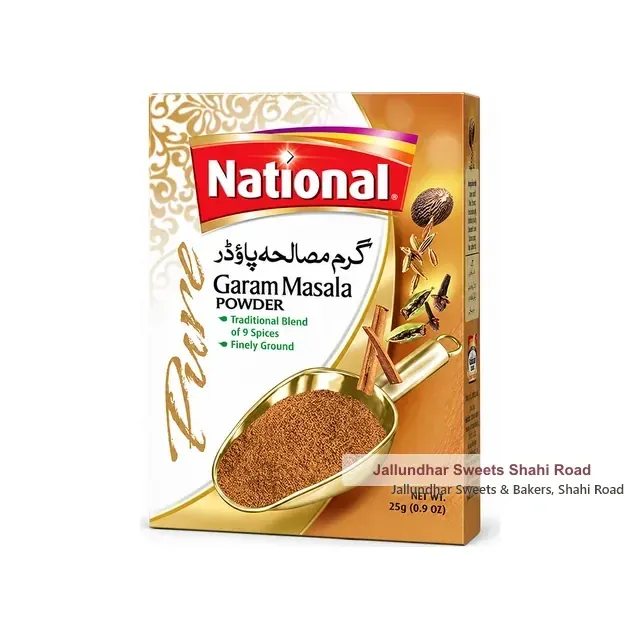 National®
Pure
گرم مصالحہ پاؤڈر
Garam Masala
POWDER
Traditional Blend
of 9 Spices
Finely Ground
Jallundhar Sweets Shahi Road
Jallundhar Sweets & Bakers, Shahi Road
NET WT.
25g (0.9 OZ)